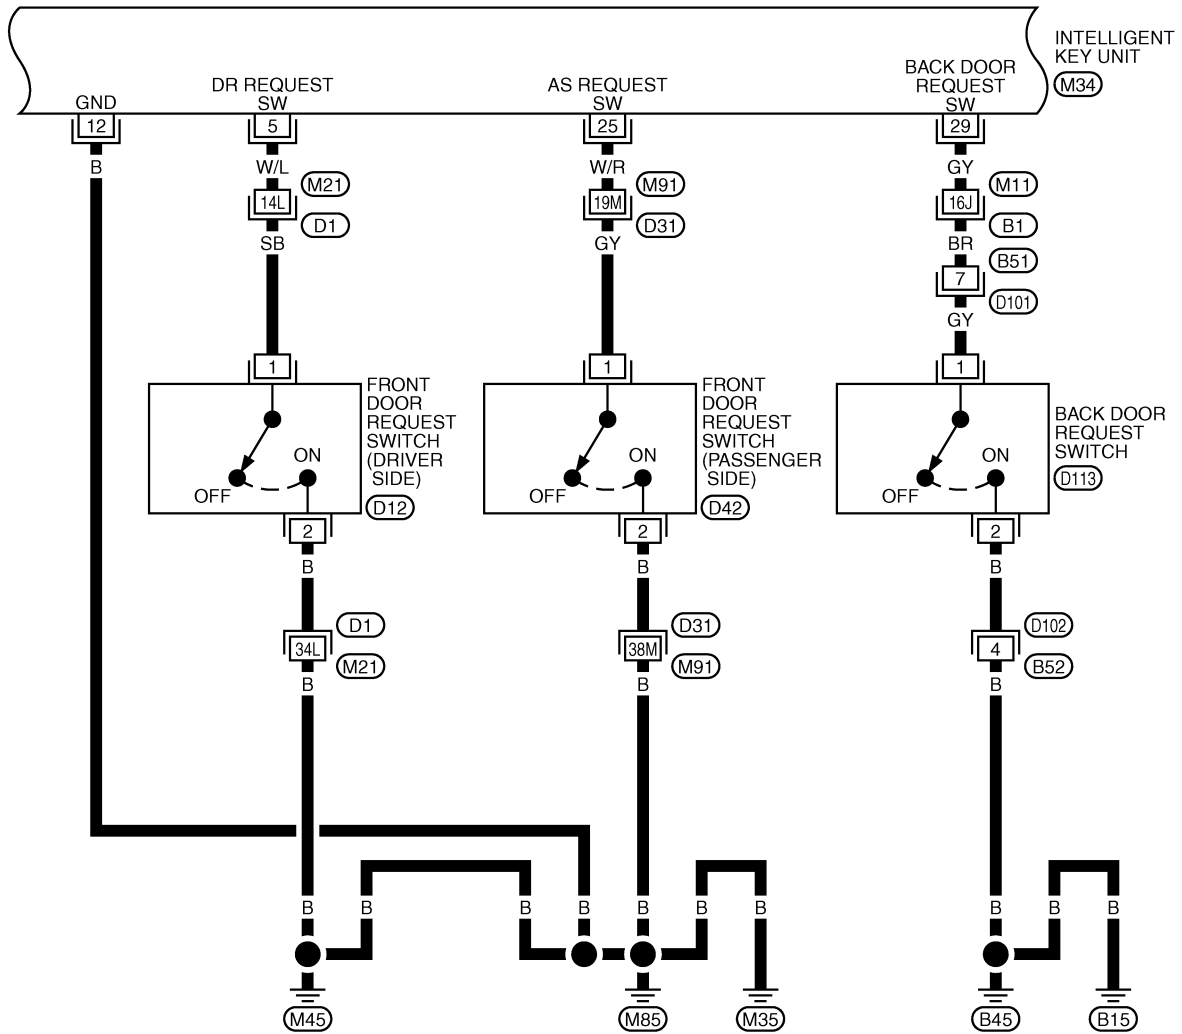 INTELLIGENT
KEY UNIT
M34
GND
DR REQUEST
SW
AS REQUEST
SW
BACK DOOR
REQUEST
SW
12
5
25
29
B
W/L
W/R
GY
M21
M91
M11
14L
19M
16J
D1
D31
B1
SB
GY
BR
B51
7
D101
GY
1
1
1
FRONT
DOOR
REQUEST
SWITCH
(DRIVER
SIDE)
D12
FRONT
DOOR
REQUEST
SWITCH
(PASSENGER
SIDE)
D42
BACK DOOR
REQUEST
SWITCH
D113
ON
OFF
ON
OFF
ON
OFF
2
2
2
B
B
B
D1
D31
D102
34L
38M
4
M21
M91
B52
B
B
B
B
B
B
B
B
B
B
B
B
B
M45
M85
M35
B45
B15